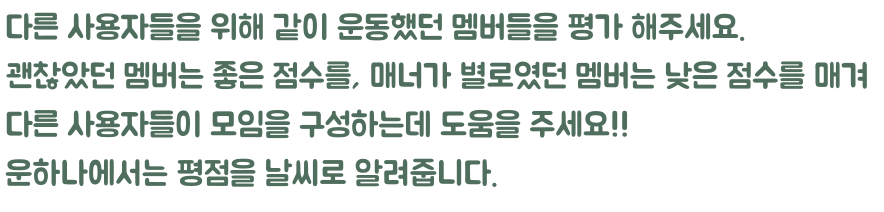 다른 사용자들을 위해 같이 운동했던 멤버들을 평가 해주세요.
괜찮았던 멤버는 좋은 점수를, 매너가 별로였던 멤버는 낮은 점수를 매겨
다른 사용자들이 모임을 구성하는데 도움을 주세요!!
운하나에서는 평점을 날씨로 알려줍니다.